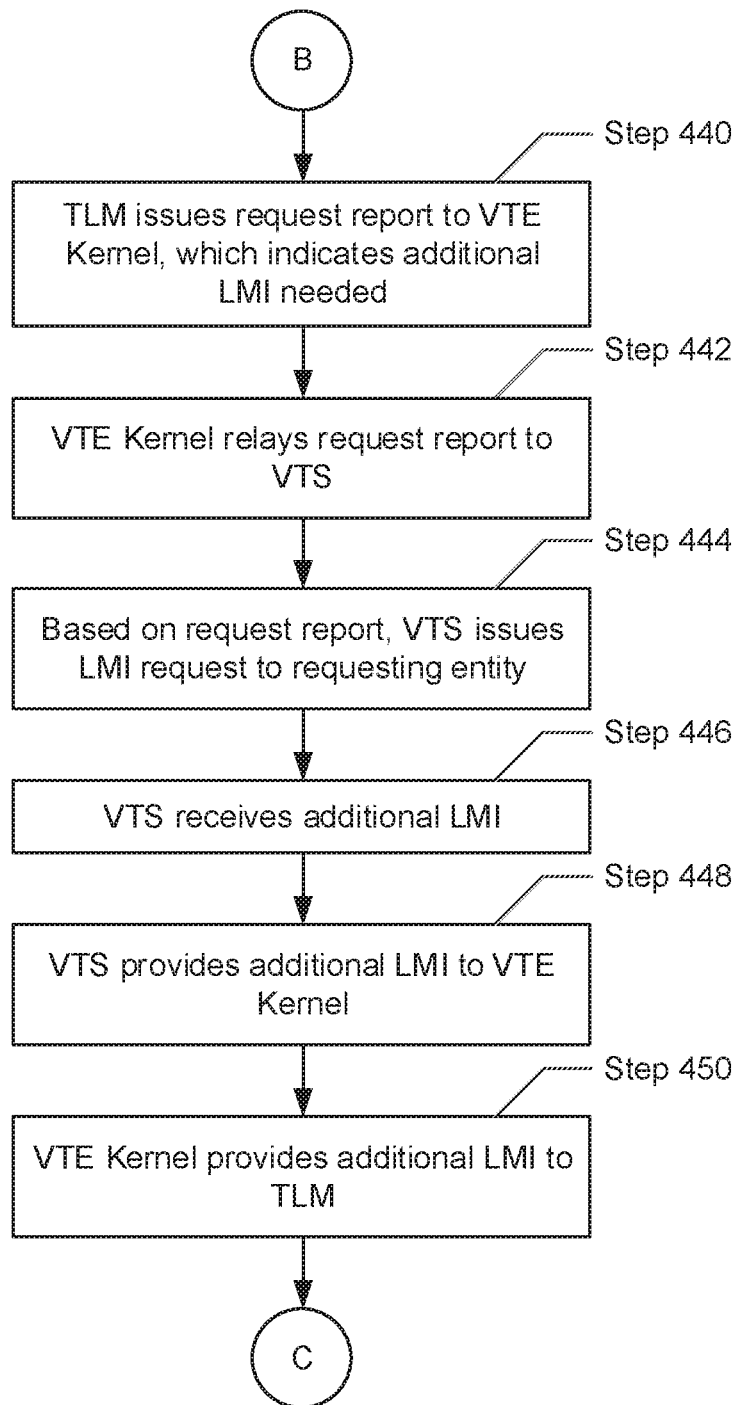 B
Step 440
TLM issues request report to VTE
Kernel, which indicates additional
LMI needed
Step 442
VTE Kernel relays request report to
VTS
Step 444
Based on request report, VTS issues
LMI request to requesting entity
Step 446
VTS receives additional LMI
Step 448
VTS provides additional LMI to VTE
Kernel
Step 450
VTE Kernel provides additional LMI to
TLM
C